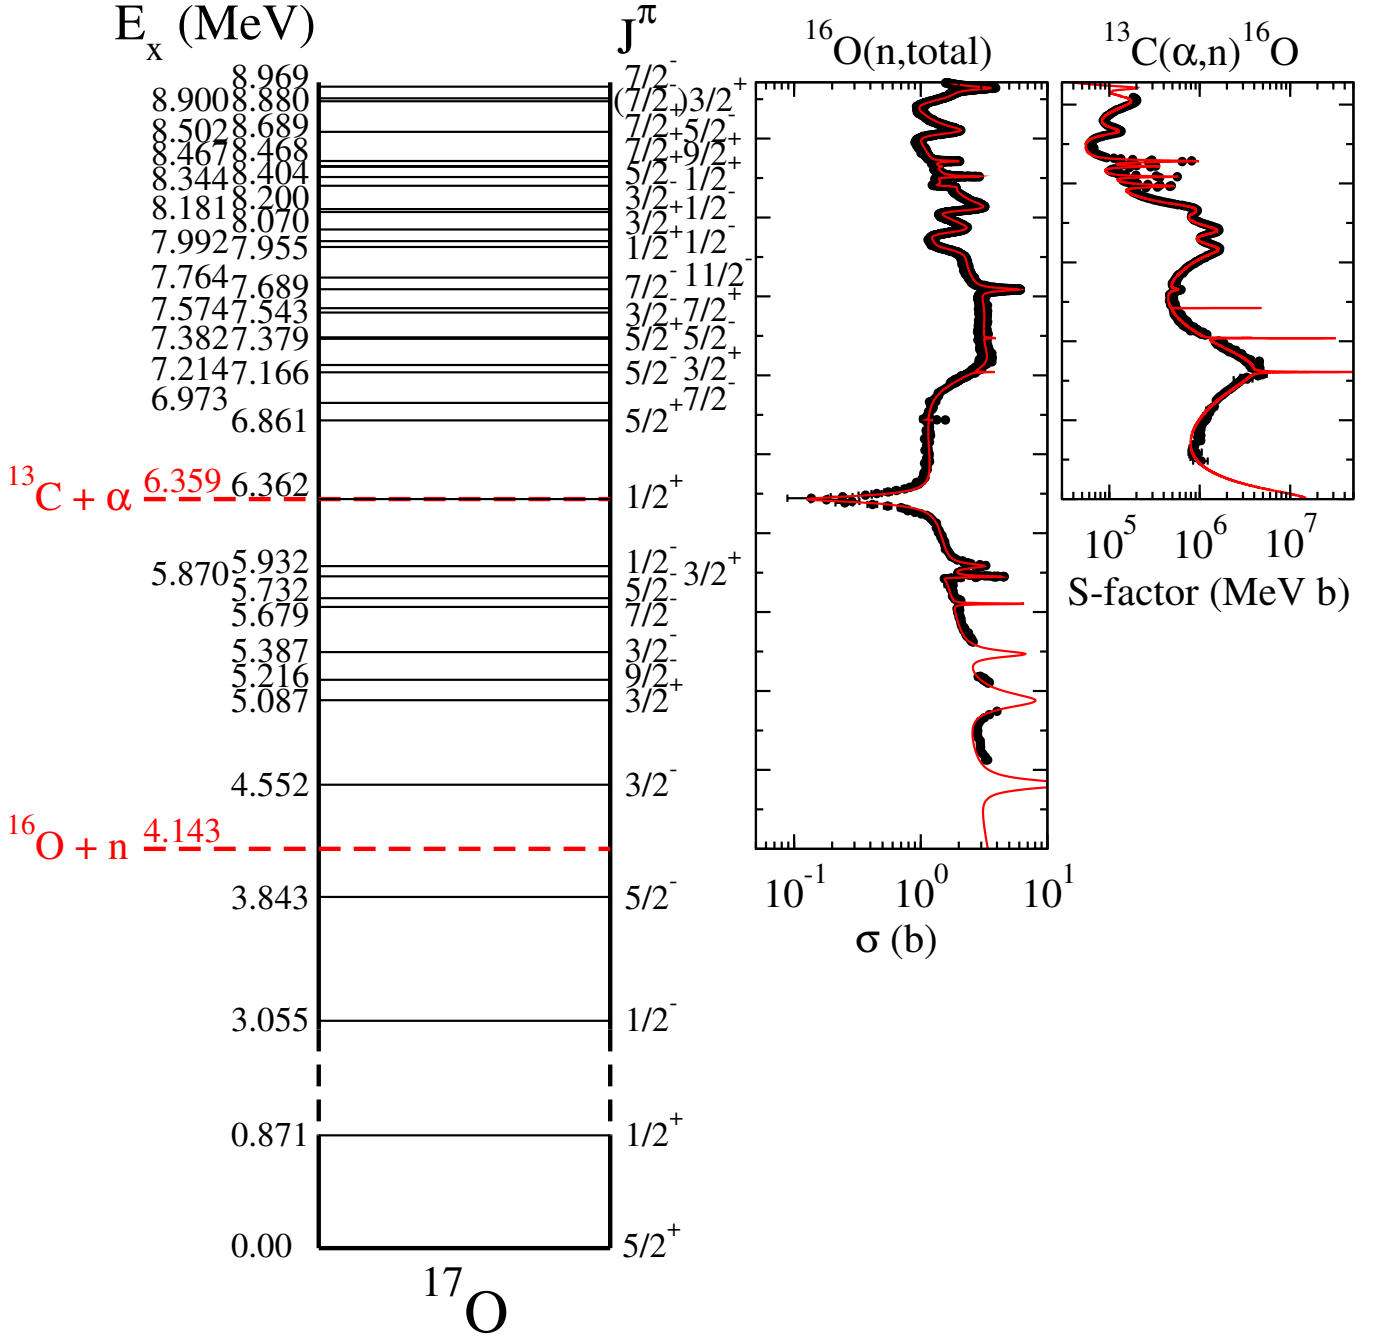 Eₓ (MeV) J^π ¹⁶O(n,total) ¹³C(α,n)¹⁶O
8.969 7/2⁻
8.900 8.880 (7/2⁻)3/2⁺
8.502 8.689 7/2⁺ 5/2⁺
8.467 8.468 7/2⁺ 9/2⁺
8.344 8.404 5/2⁻ 1/2⁺
8.181 8.200 3/2⁺ 1/2⁻
8.070 3/2⁺
7.992 7.955 1/2⁺ 1/2⁻
7.764 7.689 7/2⁻ 11/2⁻
7.574 7.543 3/2⁺ 7/2⁺
7.382 7.379 5/2⁻ 5/2⁻
7.214 7.166 5/2⁻ 3/2⁺
6.973 7/2⁻
6.861 5/2⁺
¹³C + α 6.359 6.362 1/2⁺
10⁵ 10⁶ 10⁷
S-factor (MeV b)
5.932 1/2⁻
5.870 3/2⁺
5.732 5/2⁻
5.679 7/2⁻
5.387 3/2⁻
5.216 9/2⁻
5.087 3/2⁺
4.552 3/2⁻
¹⁶O + n 4.143
3.843 5/2⁻
10⁻¹ 10⁰ 10¹
σ (b)
3.055 1/2⁻
0.871 1/2⁺
0.00 5/2⁺
¹⁷O